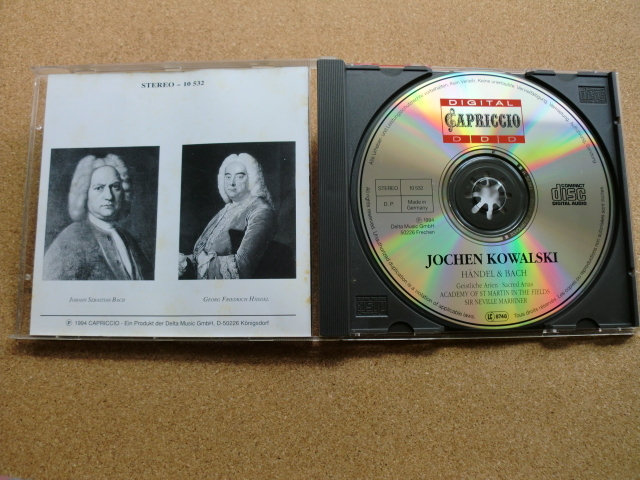 STEREO – 10 532
JOHANN SEBASTIAN BACH
GEORG FRIEDRICH HÄNDEL
℗ 1994 CAPRICCIO · Ein Produkt der Delta Music GmbH, D-50226 Königsdorf
DIGITAL
CAPRICCIO
D D D
STEREO
10 532
D. P.
Made in
Germany
℗ 1994
Delta Music GmbH
50226 Frechen
COMPACT
disc
DIGITAL AUDIO
JOCHEN KOWALSKI
HÄNDEL & BACH
Geistliche Arien · Sacred Arias
ACADEMY OF ST MARTIN IN THE FIELDS
SIR NEVILLE MARRINER
LC 8748